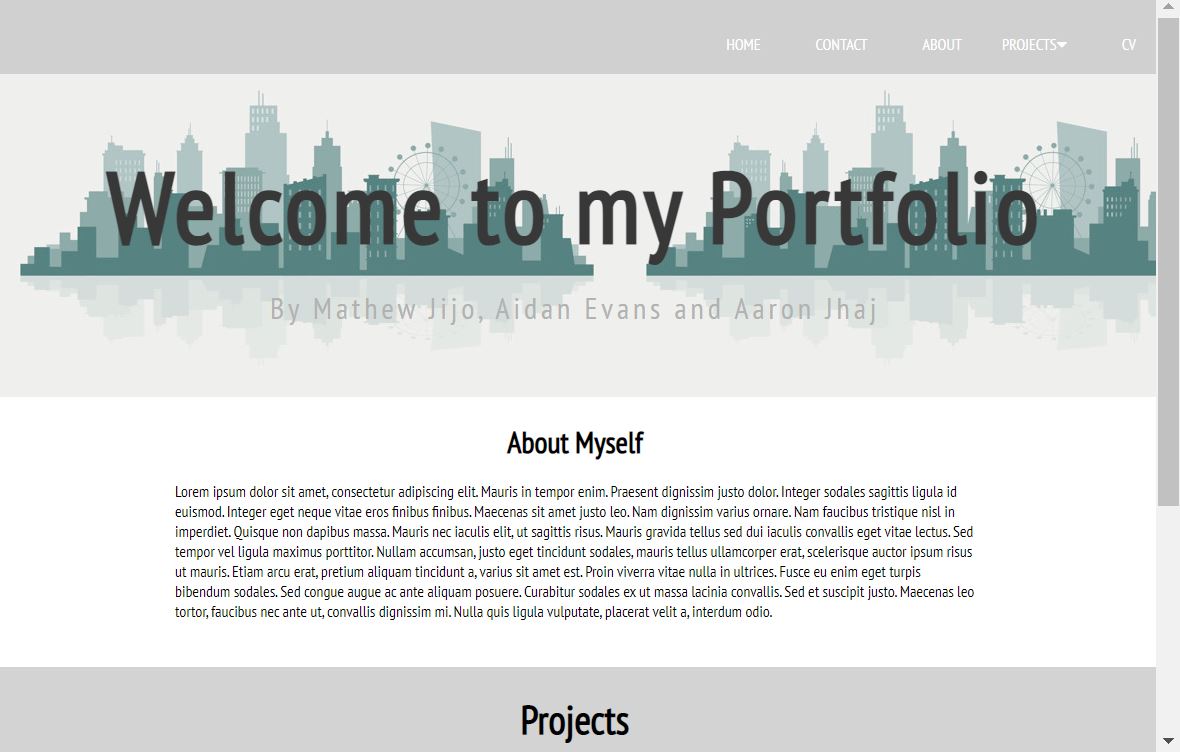 HOME CONTACT ABOUT PROJECTS CV
Welcome to my Portfolio
By Mathew Jijo, Aidan Evans and Aaron Jhaj
About Myself
Lorem ipsum dolor sit amet, consectetur adipiscing elit. Mauris in tempor enim. Praesent dignissim justo dolor. Integer sodales sagittis ligula id
euismod. Integer eget neque vitae eros finibus finibus. Maecenas sit amet justo leo. Nam dignissim varius ornare. Nam faucibus tristique nisl in
imperdiet. Quisque non dapibus massa. Mauris nec iaculis elit, ut sagittis risus. Mauris gravida tellus sed dui iaculis convallis eget vitae lectus. Sed
tempor vel ligula maximus porttitor. Nullam accumsan, justo eget tincidunt sodales, mauris tellus ullamcorper erat, scelerisque auctor ipsum risus
ut mauris. Etiam arcu erat, pretium aliquam tincidunt a, varius sit amet est. Proin viverra vitae nulla in ultrices. Fusce eu enim eget turpis
bibendum sodales. Sed congue augue ac ante aliquam posuere. Curabitur sodales ex ut massa lacinia convallis. Sed et suscipit justo. Maecenas leo
tortor, faucibus nec ante ut, convallis dignissim mi. Nulla quis ligula vulputate, placerat velit a, interdum odio.
Projects